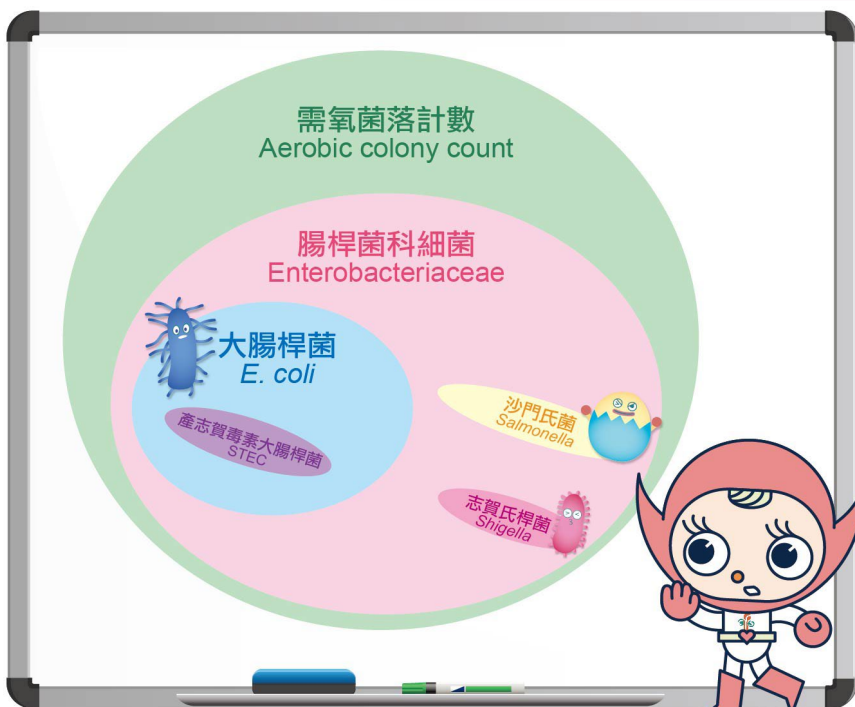 需氧菌落計數
Aerobic colony count
腸桿菌科細菌
Enterobacteriaceae
大腸桿菌
E. coli
產志賀毒素大腸桿菌
STEC
沙門氏菌
Salmonella
志賀氏桿菌
Shigella